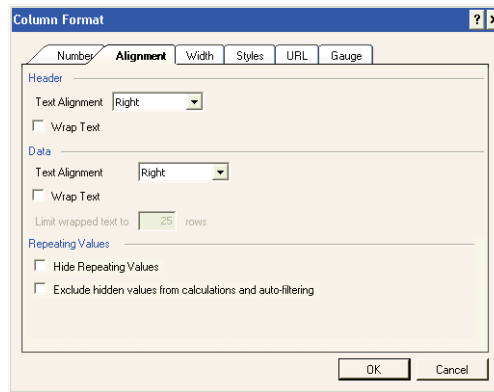 Column Format
? x
Number Alignment Width Styles URL Gauge
Header
Text Alignment Right
Wrap Text
Data
Text Alignment Right
Wrap Text
Limit wrapped text to 25 rows
Repeating Values
Hide Repeating Values
Exclude hidden values from calculations and auto-filtering
OK Cancel